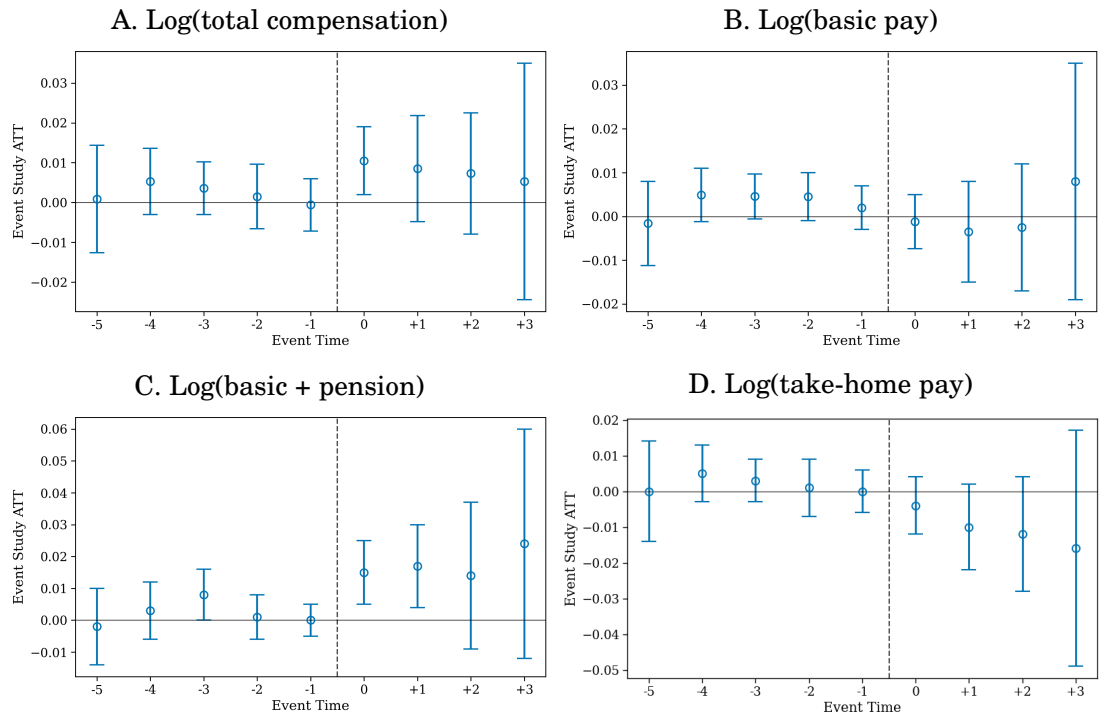 A. Log(total compensation)
0.03
0.02
0.01
0.00
−0.01
−0.02
Event Study ATT
-5 -4 -3 -2 -1 0 +1 +2 +3
Event Time
B. Log(basic pay)
0.03
0.02
0.01
0.00
−0.01
−0.02
Event Study ATT
-5 -4 -3 -2 -1 0 +1 +2 +3
Event Time
C. Log(basic + pension)
0.06
0.05
0.04
0.03
0.02
0.01
0.00
−0.01
Event Study ATT
-5 -4 -3 -2 -1 0 +1 +2 +3
Event Time
D. Log(take-home pay)
0.02
0.01
0.00
−0.01
−0.02
−0.03
−0.04
−0.05
Event Study ATT
-5 -4 -3 -2 -1 0 +1 +2 +3
Event Time